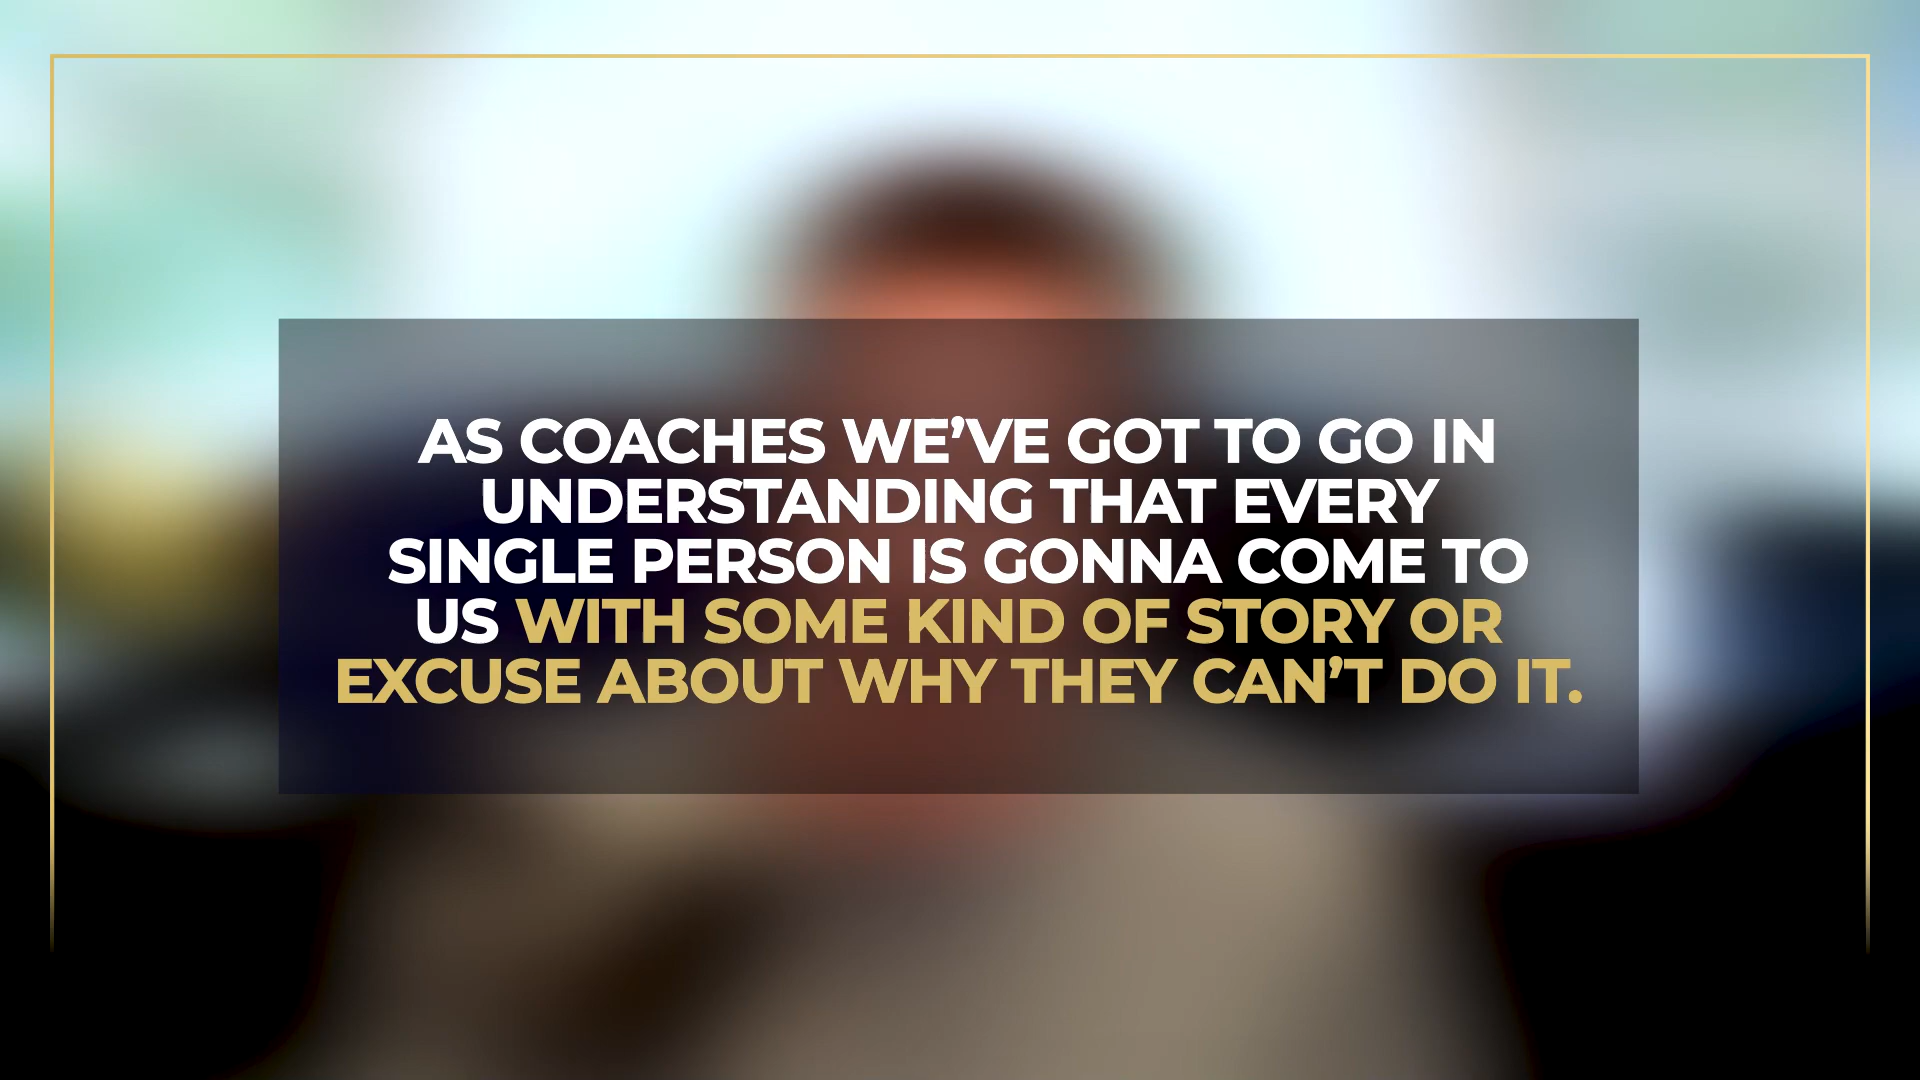 AS COACHES WE’VE GOT TO GO IN
UNDERSTANDING THAT EVERY
SINGLE PERSON IS GONNA COME TO
US WITH SOME KIND OF STORY OR
EXCUSE ABOUT WHY THEY CAN’T DO IT.